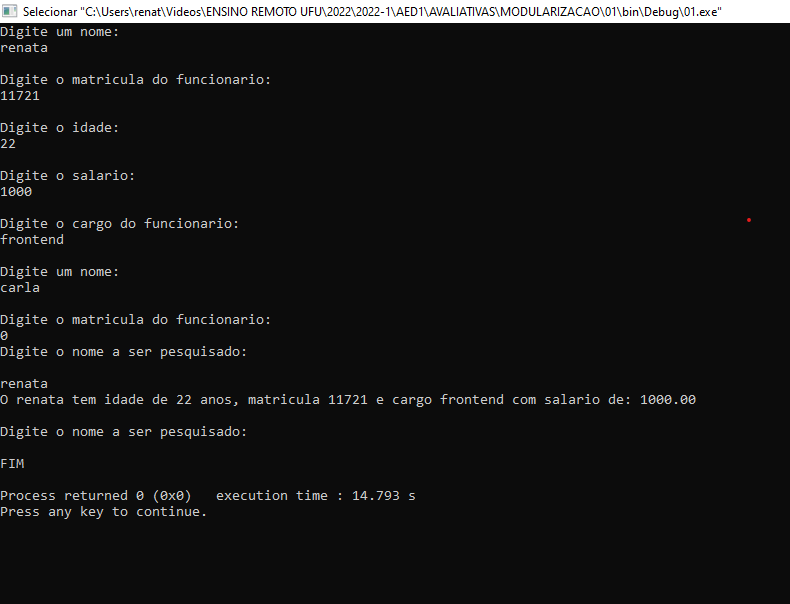 Selecionar "C:\Users\renat\Videos\ENSINO REMOTO UFU\2022\2022-1\AED1\AVALIATIVAS\MODULARIZACAO\01\bin\Debug\01.exe"
Digite um nome:
renata
Digite o matricula do funcionario:
11721
Digite o idade:
22
Digite o salario:
1000
Digite o cargo do funcionario:
frontend
Digite um nome:
carla
Digite o matricula do funcionario:
0
Digite o nome a ser pesquisado:
renata
O renata tem idade de 22 anos, matricula 11721 e cargo frontend com salario de: 1000.00
Digite o nome a ser pesquisado:
FIM
Process returned 0 (0x0)   execution time : 14.793 s
Press any key to continue.